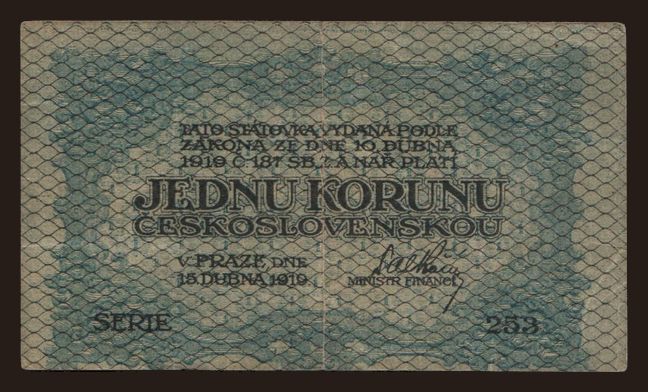 TATO STÁTOVKA VYDANÁ PODLE
ZÁKONA ZE DNE 10. DUBNA
1919 Č. 187 SB. Z. A NAŘ. PLATÍ
JEDNU KORUNU
ČESKOSLOVENSKOU
V PRAZE, DNE
15. DUBNA 1919
MINISTR FINANCÍ
SERIE 253